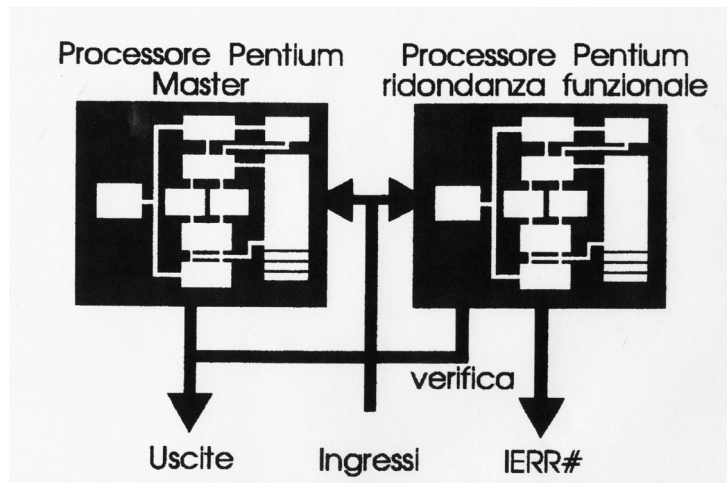 Processore Pentium
Master
Processore Pentium
ridondanza funzionale
verifica
Uscite
Ingressi
IERR#